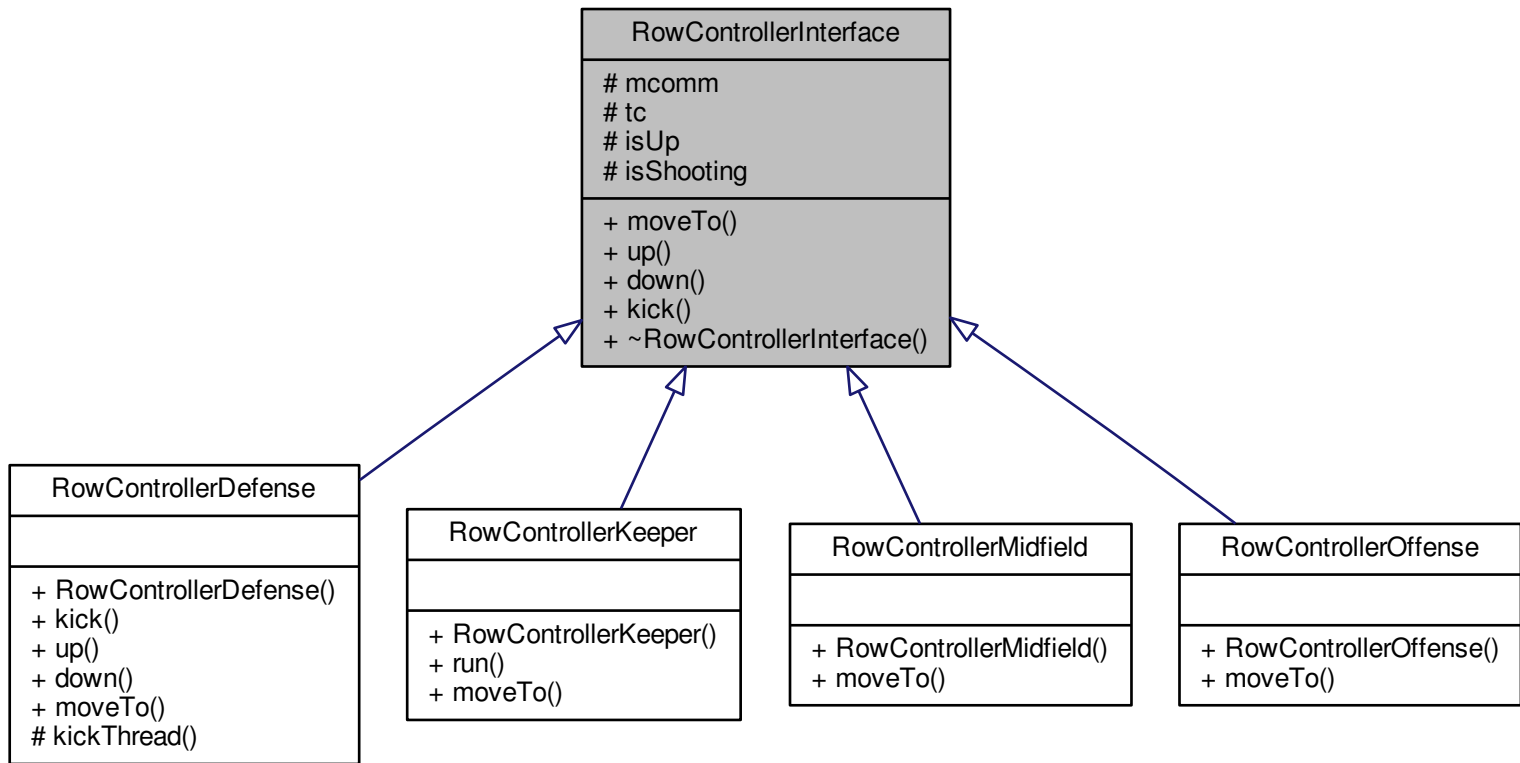 RowControllerInterface
# mcomm
# tc
# isUp
# isShooting
+ moveTo()
+ up()
+ down()
+ kick()
+ ~RowControllerInterface()
RowControllerDefense
+ RowControllerDefense()
+ kick()
+ up()
+ down()
+ moveTo()
# kickThread()
RowControllerKeeper
+ RowControllerKeeper()
+ run()
+ moveTo()
RowControllerMidfield
+ RowControllerMidfield()
+ moveTo()
RowControllerOffense
+ RowControllerOffense()
+ moveTo()